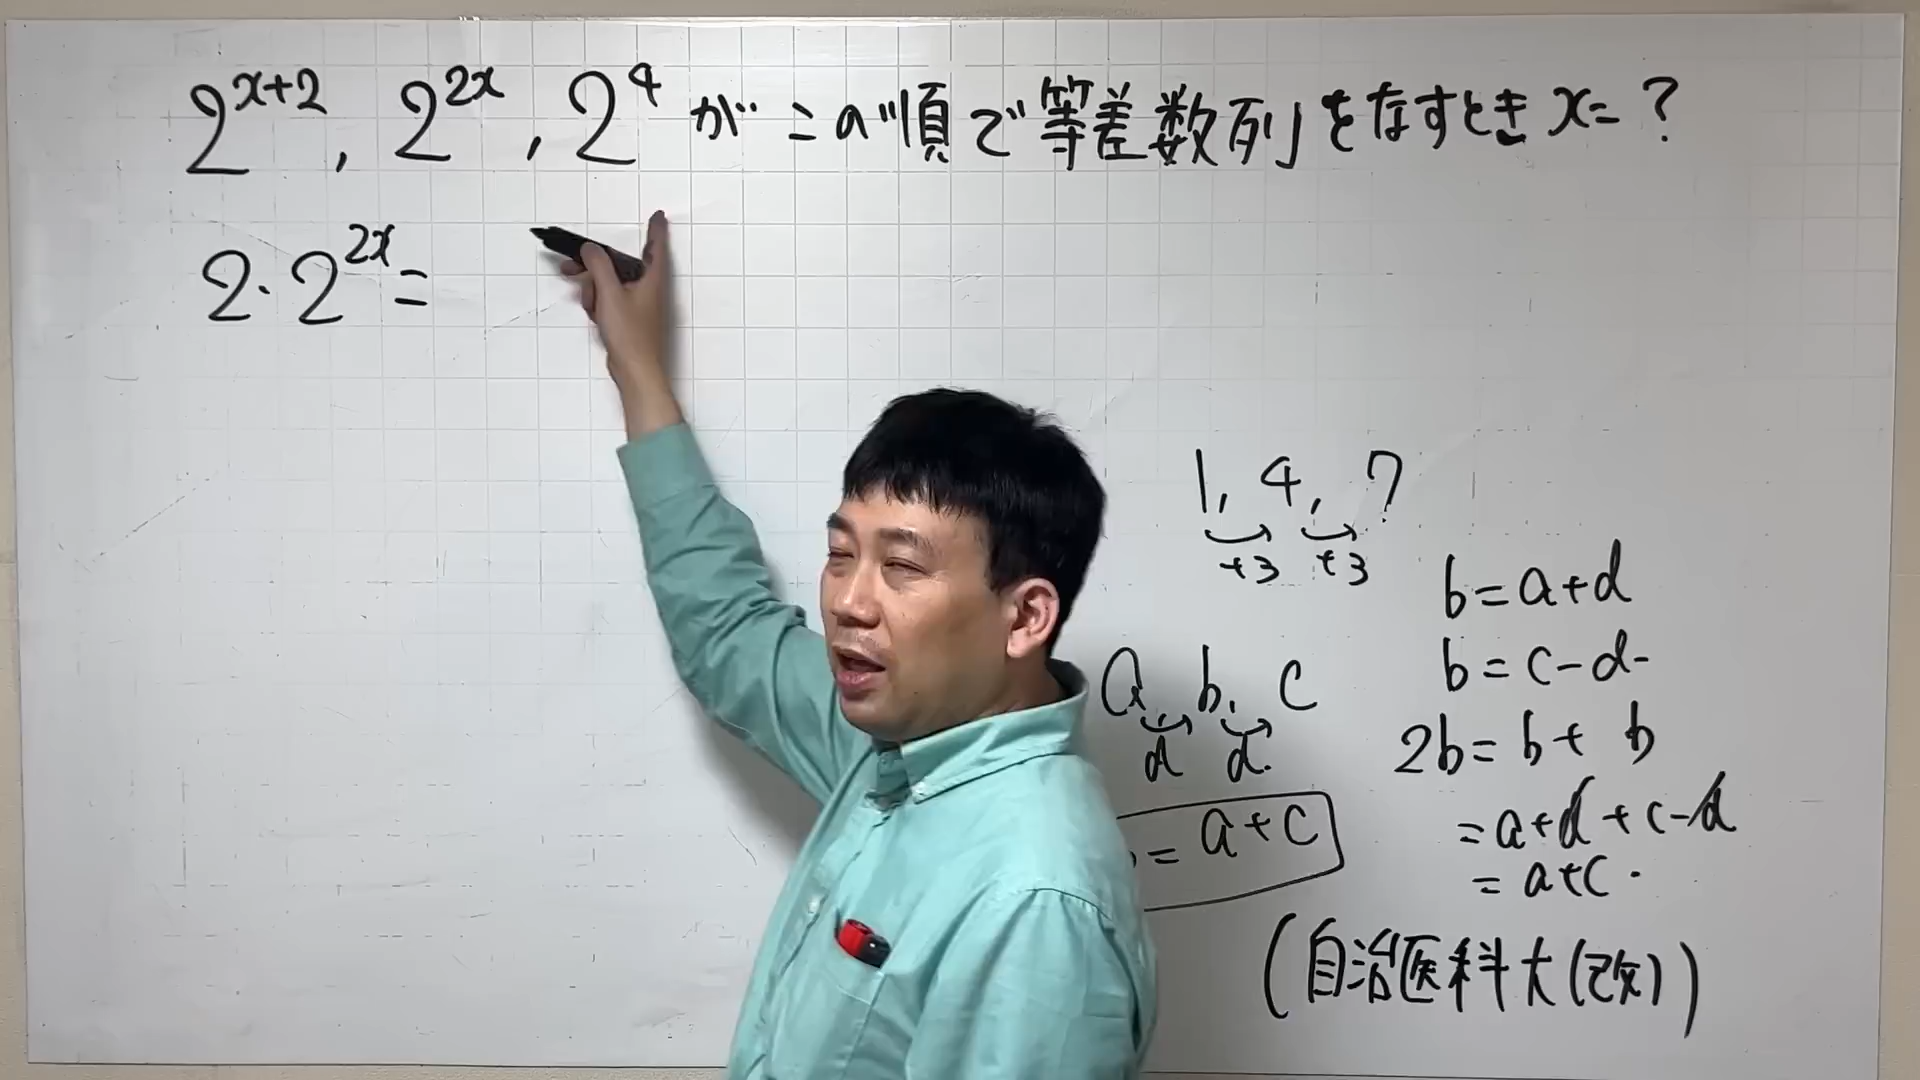 2^{x+2}, 2^{2x}, 2^4 がこの順で等差数列をなすとき x=?
2·2^{2x}=
1, 4, 7
+3 +3
b=a+d
b=c-d
a, b, c
d d
2b=b+b
=a+d+c-d
=a+c
=a+c
(自治医科大(改))